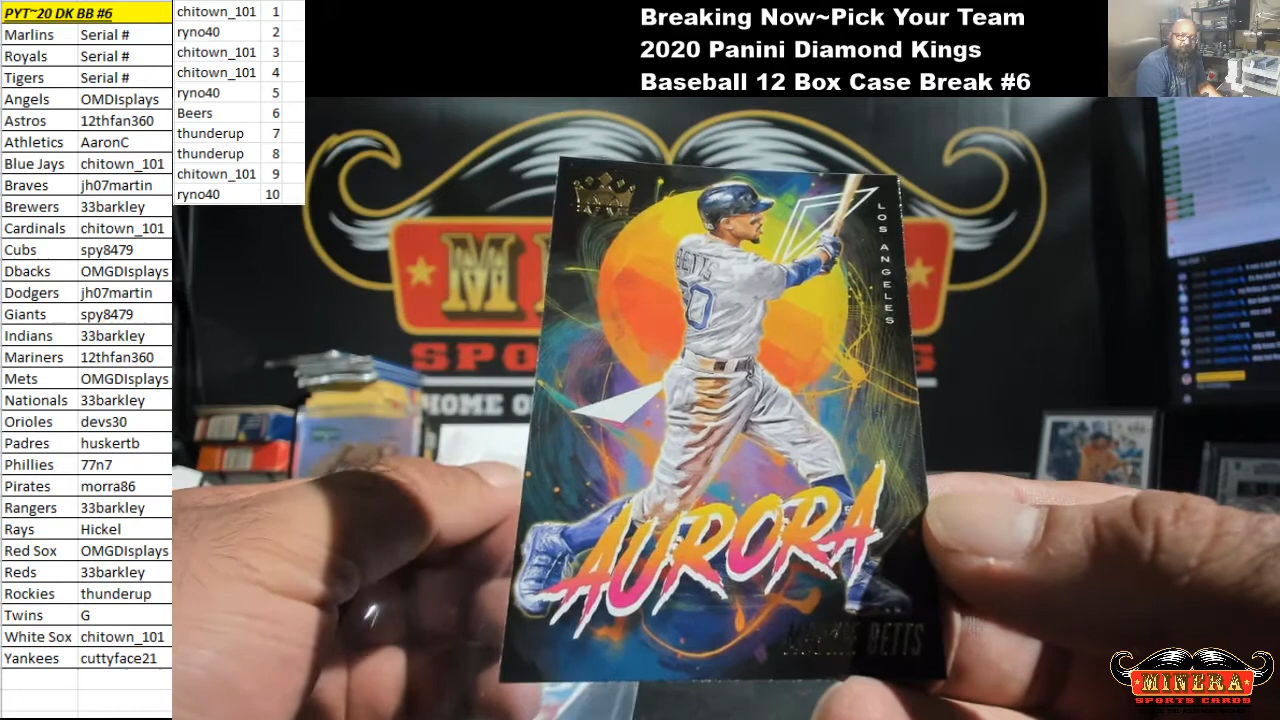 PYT~20 DK BB #6
Marlins Serial #
Royals Serial #
Tigers Serial #
Angels OMDIsplays
Astros 12thfan360
Athletics AaronC
Blue Jays chitown_101
Braves jh07martin
Brewers 33barkley
Cardinals chitown_101
Cubs spy8479
Dbacks OMGDIsplays
Dodgers jh07martin
Giants spy8479
Indians 33barkley
Mariners 12thfan360
Mets OMGDIsplays
Nationals 33barkley
Orioles devs30
Padres huskertb
Phillies 77n7
Pirates morra86
Rangers 33barkley
Rays Hickel
Red Sox OMGDIsplays
Reds 33barkley
Rockies thunderup
Twins G
White Sox chitown_101
Yankees cuttyface21
chitown_101 1
ryno40 2
chitown_101 3
chitown_101 4
ryno40 5
Beers 6
thunderup 7
thunderup 8
chitown_101 9
ryno40 10
Breaking Now~Pick Your Team
2020 Panini Diamond Kings
Baseball 12 Box Case Break #6
LOS ANGELES
BETTS
50
AURORA
BETTS
M
SPO
HOME O
MINERA
SPORTS CARDS